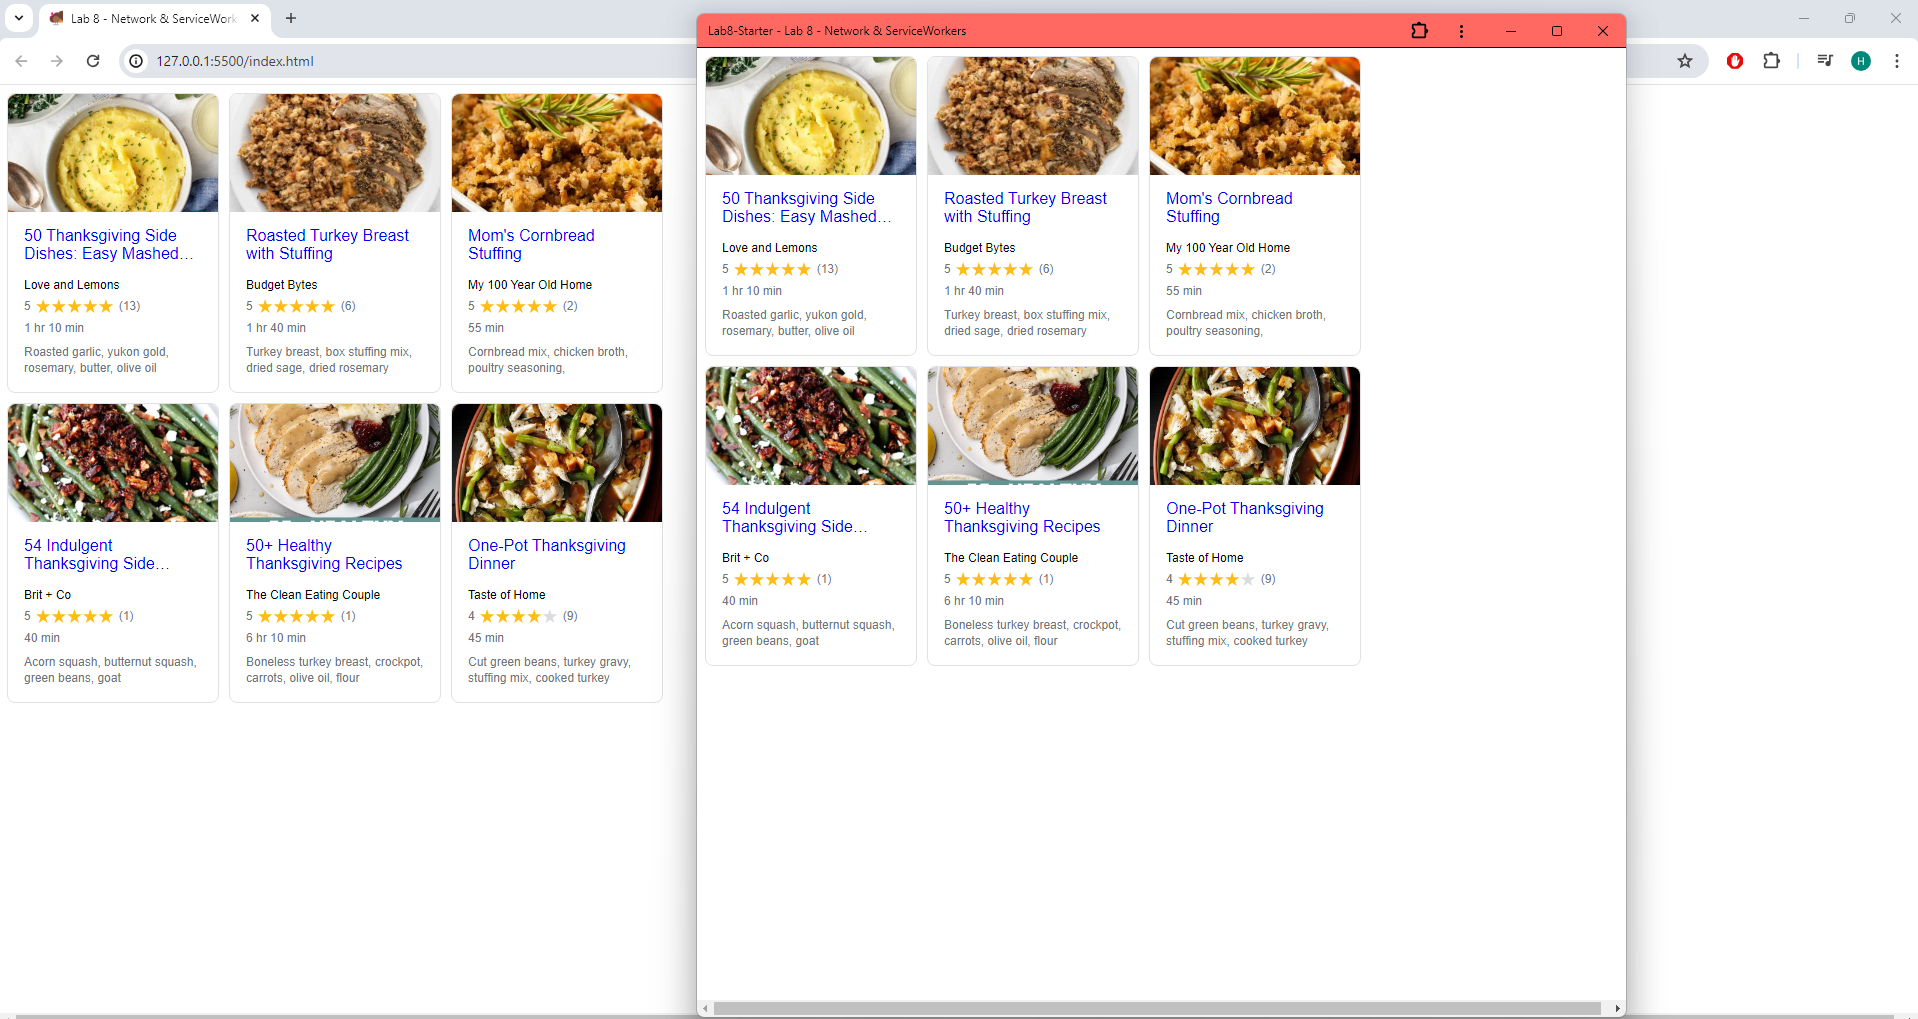 Lab 8 - Network & ServiceWork
127.0.0.1:5500/index.html
H
50 Thanksgiving Side
Dishes: Easy Mashed…
Love and Lemons
5 (13)
1 hr 10 min
Roasted garlic, yukon gold,
rosemary, butter, olive oil
Roasted Turkey Breast
with Stuffing
Budget Bytes
5 (6)
1 hr 40 min
Turkey breast, box stuffing mix,
dried sage, dried rosemary
Mom's Cornbread
Stuffing
My 100 Year Old Home
5 (2)
55 min
Cornbread mix, chicken broth,
poultry seasoning,
54 Indulgent
Thanksgiving Side…
Brit + Co
5 (1)
40 min
Acorn squash, butternut squash,
green beans, goat
50+ Healthy
Thanksgiving Recipes
The Clean Eating Couple
5 (1)
6 hr 10 min
Boneless turkey breast, crockpot,
carrots, olive oil, flour
One-Pot Thanksgiving
Dinner
Taste of Home
4 (9)
45 min
Cut green beans, turkey gravy,
stuffing mix, cooked turkey
Lab8-Starter - Lab 8 - Network & ServiceWorkers
50 Thanksgiving Side
Dishes: Easy Mashed…
Love and Lemons
5 (13)
1 hr 10 min
Roasted garlic, yukon gold,
rosemary, butter, olive oil
Roasted Turkey Breast
with Stuffing
Budget Bytes
5 (6)
1 hr 40 min
Turkey breast, box stuffing mix,
dried sage, dried rosemary
Mom's Cornbread
Stuffing
My 100 Year Old Home
5 (2)
55 min
Cornbread mix, chicken broth,
poultry seasoning,
54 Indulgent
Thanksgiving Side…
Brit + Co
5 (1)
40 min
Acorn squash, butternut squash,
green beans, goat
50+ Healthy
Thanksgiving Recipes
The Clean Eating Couple
5 (1)
6 hr 10 min
Boneless turkey breast, crockpot,
carrots, olive oil, flour
One-Pot Thanksgiving
Dinner
Taste of Home
4 (9)
45 min
Cut green beans, turkey gravy,
stuffing mix, cooked turkey